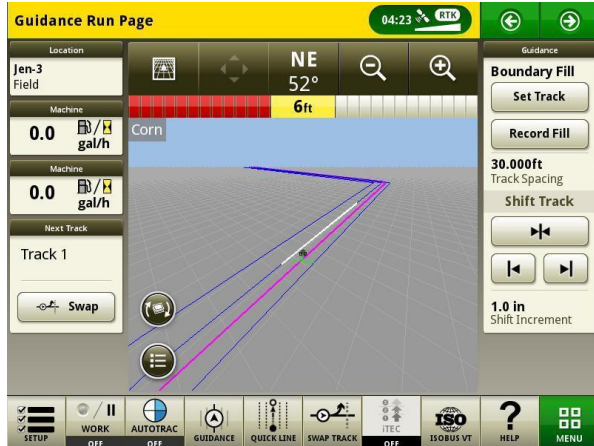 Guidance Run Page
04:23 RTK
Location
Jen-3
Field
Machine
0.0 gal/h
Machine
0.0 gal/h
Next Track
Track 1
Swap
NE
52°
6ft
Corn
Guidance
Boundary Fill
Set Track
Record Fill
30.000ft
Track Spacing
Shift Track
1.0 in
Shift Increment
SETUP
WORK
OFF
AUTOTRAC
OFF
GUIDANCE
QUICK LINE
SWAP TRACK
iTEC
OFF
ISO
ISOBUS VT
?
HELP
MENU